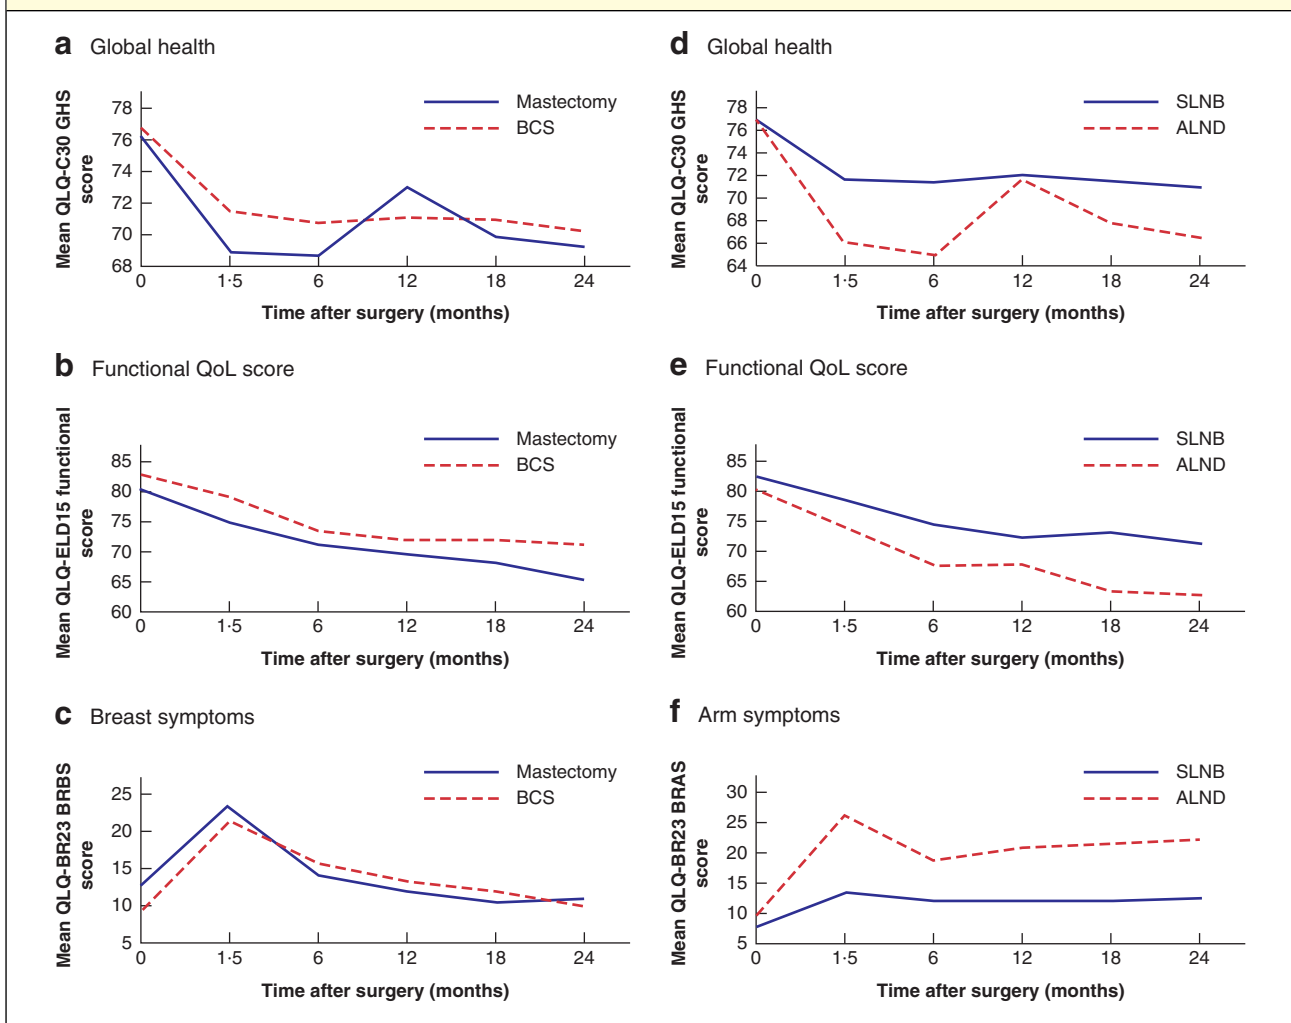 a Global health
Mean QLQ-C30 GHS
score
78
76
74
72
70
68
Mastectomy
BCS
0 1·5 6 12 18 24
Time after surgery (months)
d Global health
Mean QLQ-C30 GHS
score
78
76
74
72
70
68
66
64
SLNB
ALND
0 1·5 6 12 18 24
Time after surgery (months)
b Functional QoL score
Mean QLQ-ELD15 functional
score
85
80
75
70
65
60
Mastectomy
BCS
0 1·5 6 12 18 24
Time after surgery (months)
e Functional QoL score
Mean QLQ-ELD15 functional
score
85
80
75
70
65
60
SLNB
ALND
0 1·5 6 12 18 24
Time after surgery (months)
c Breast symptoms
Mean QLQ-BR23 BRBS
score
25
20
15
10
5
Mastectomy
BCS
0 1·5 6 12 18 24
Time after surgery (months)
f Arm symptoms
Mean QLQ-BR23 BRAS
score
30
25
20
15
10
5
SLNB
ALND
0 1·5 6 12 18 24
Time after surgery (months)